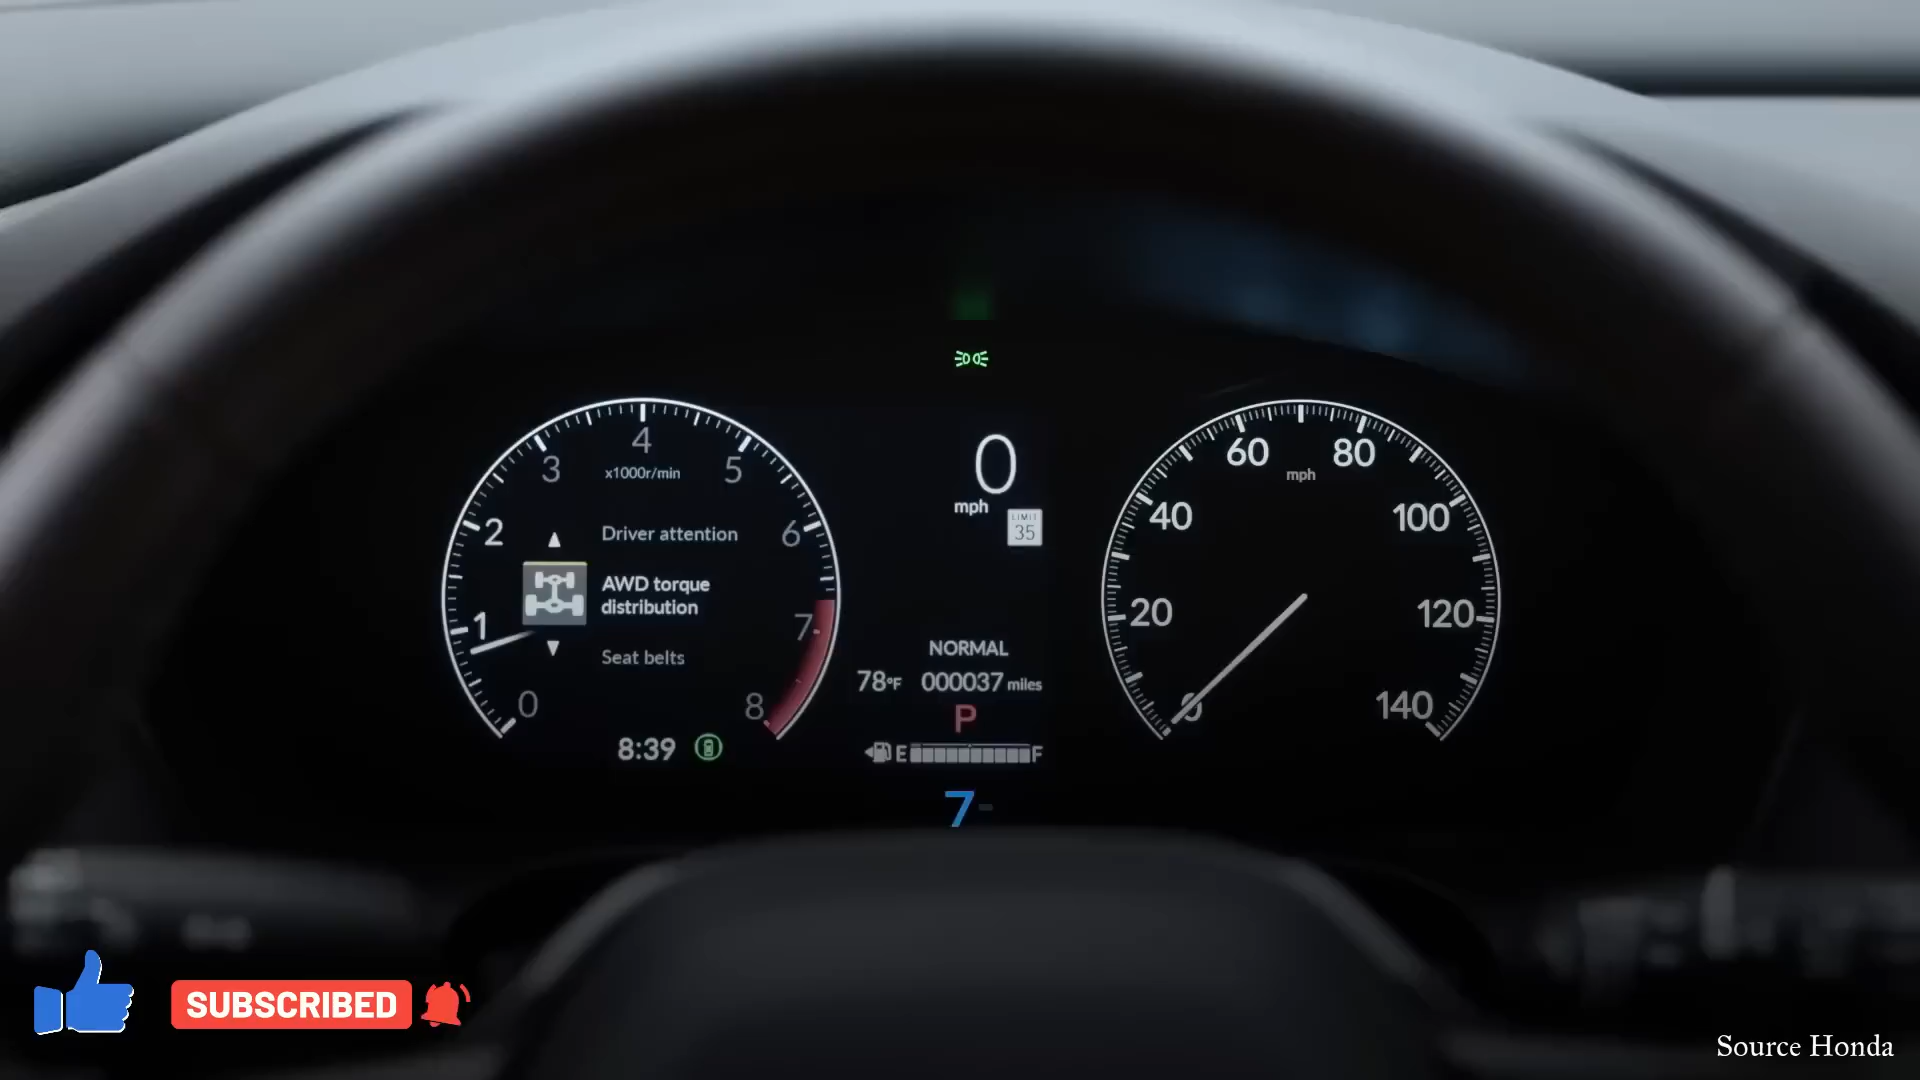 4
3
x1000r/min
5
2
Driver attention
6
AWD torque
distribution
1
7
Seat belts
0
8
8:39
0
mph
LIMIT
35
NORMAL
78°F 000037 miles
P
E F
7-
60 80
mph
40 100
20 120
0 140
SUBSCRIBED
Source Honda